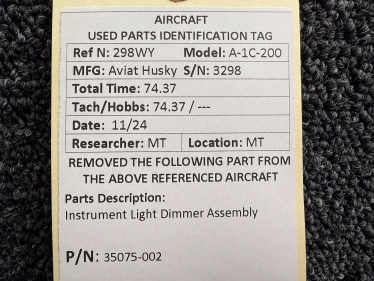 AIRCRAFT
USED PARTS IDENTIFICATION TAG
Ref N: 298WY Model: A-1C-200
MFG: Aviat Husky S/N: 3298
Total Time: 74.37
Tach/Hobbs: 74.37 / ---
Date: 11/24
Researcher: MT Location: MT
REMOVED THE FOLLOWING PART FROM
THE ABOVE REFERENCED AIRCRAFT
Parts Description:
Instrument Light Dimmer Assembly
P/N: 35075-002